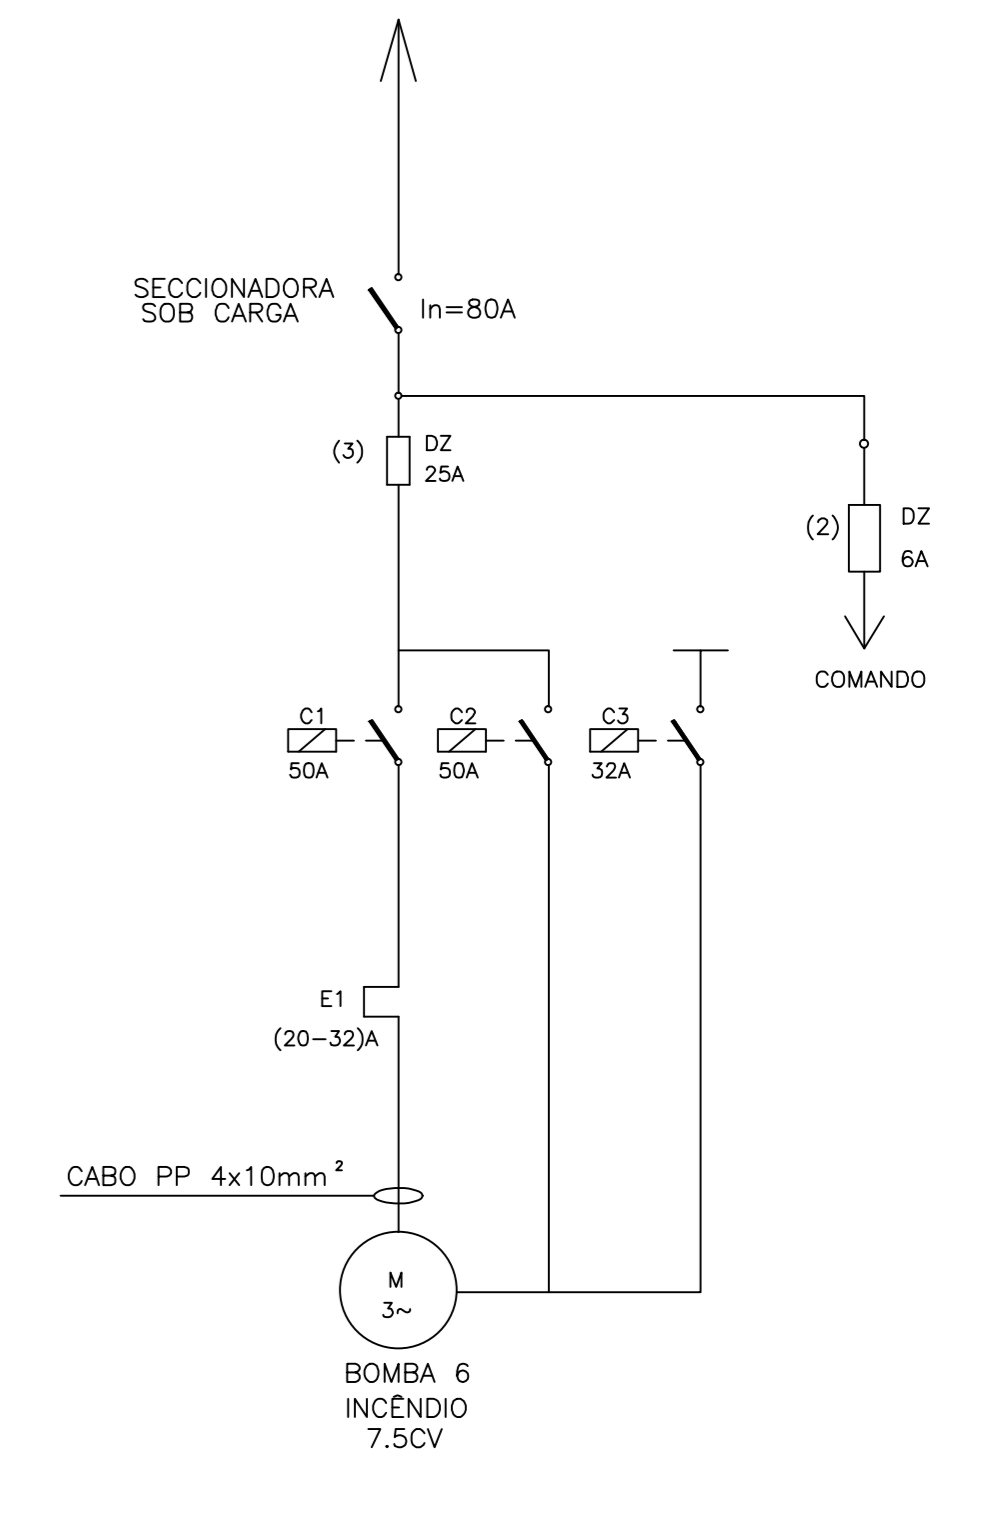 SECCIONADORA
SOB CARGA
In=80A
(3)
DZ
25A
(2)
DZ
6A
COMANDO
C1
50A
C2
50A
C3
32A
E1
(20-32)A
CABO PP 4x10mm²
M
3~
BOMBA 6
INCÊNDIO
7.5CV